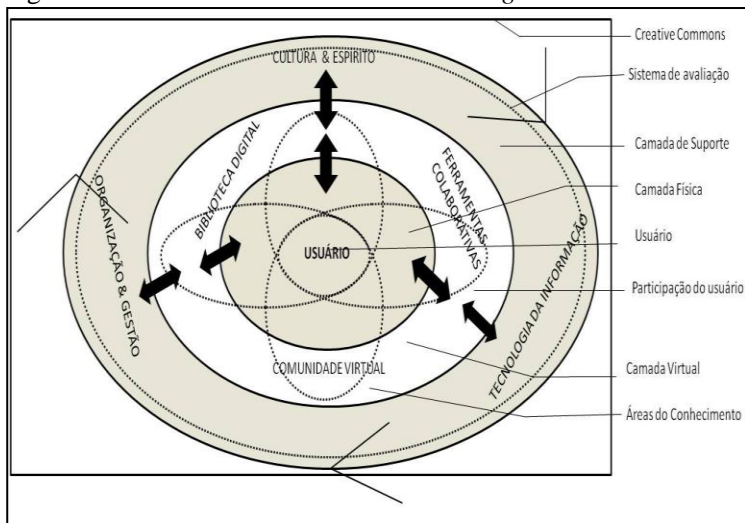 CULTURA & ESPÍRITO
BIBLIOTECA DIGITAL
FERRAMENTAS
COLABORATIVAS
ORGANIZAÇÃO & GESTÃO
USUÁRIO
TECNOLOGIA DA INFORMAÇÃO
COMUNIDADE VIRTUAL
Creative Commons
Sistema de avaliação
Camada de Suporte
Camada Física
Usuário
Participação do usuário
Camada Virtual
Áreas do Conhecimento